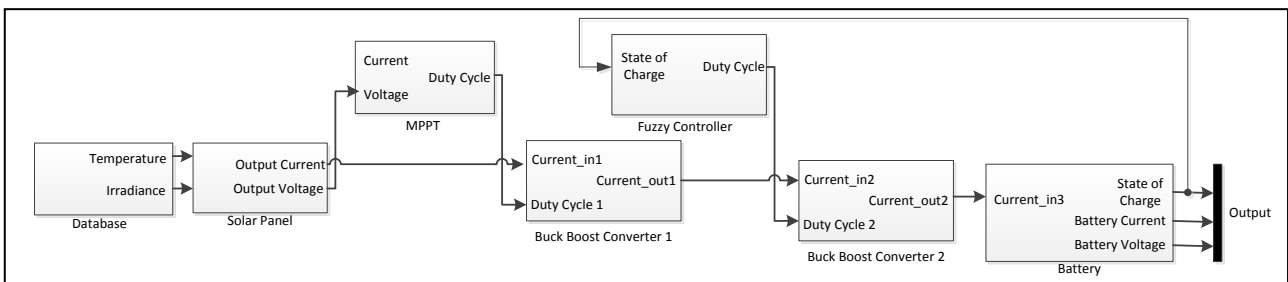 Temperature
Irradiance
Database
Output Current
Output Voltage
Solar Panel
Current
Voltage
Duty Cycle
MPPT
Current_in1
Duty Cycle 1
Current_out1
Buck Boost Converter 1
State of
Charge
Duty Cycle
Fuzzy Controller
Current_in2
Duty Cycle 2
Current_out2
Buck Boost Converter 2
Current_in3
State of
Charge
Battery Current
Battery Voltage
Battery
Output